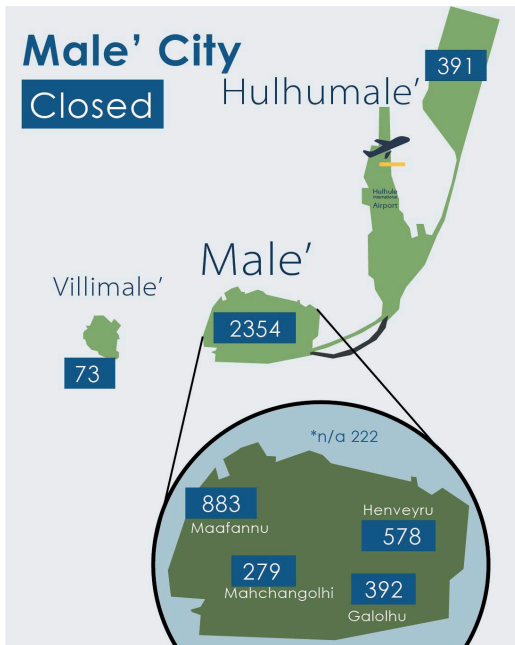 Male' City
Closed
Hulhumale'
391
Hulhule
International
Airport
Male'
2354
Villimale'
73
*n/a 222
883
Maafannu
Henveyru
578
279
Mahchangolhi
392
Galolhu